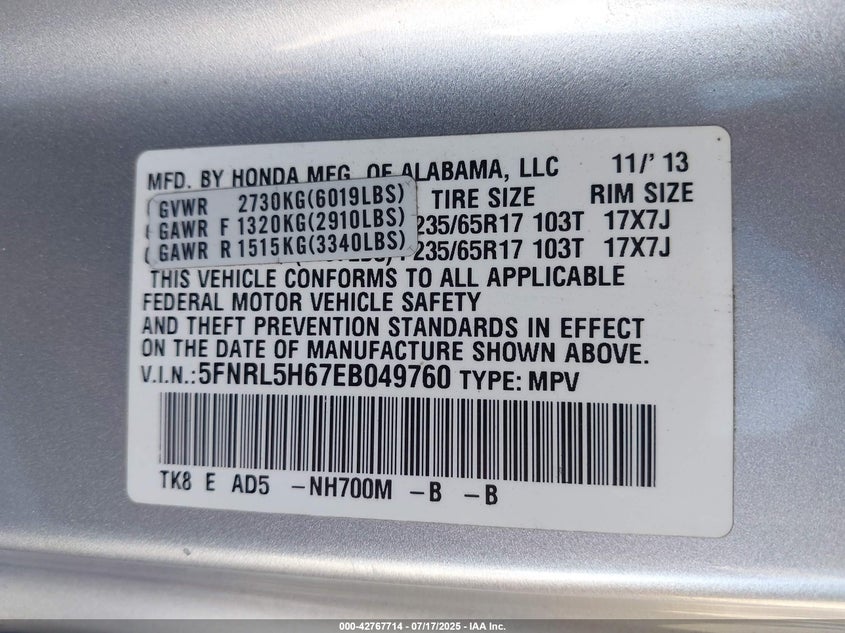 MFD. BY HONDA MFG. OF ALABAMA, LLC 11/' 13
TIRE SIZE RIM SIZE
GVWR 2730KG(6019LBS)
GAWR F 1320KG(2910LBS) 235/65R17 103T 17X7J
GAWR R 1515KG(3340LBS) 235/65R17 103T 17X7J
THIS VEHICLE CONFORMS TO ALL APPLICABLE
FEDERAL MOTOR VEHICLE SAFETY
AND THEFT PREVENTION STANDARDS IN EFFECT
ON THE DATE OF MANUFACTURE SHOWN ABOVE.
V.I.N.:5FNRL5H67EB049760 TYPE: MPV
TK8 E AD5 -NH700M -B -B
000-42767714 - 07/17/2025 - IAA Inc.